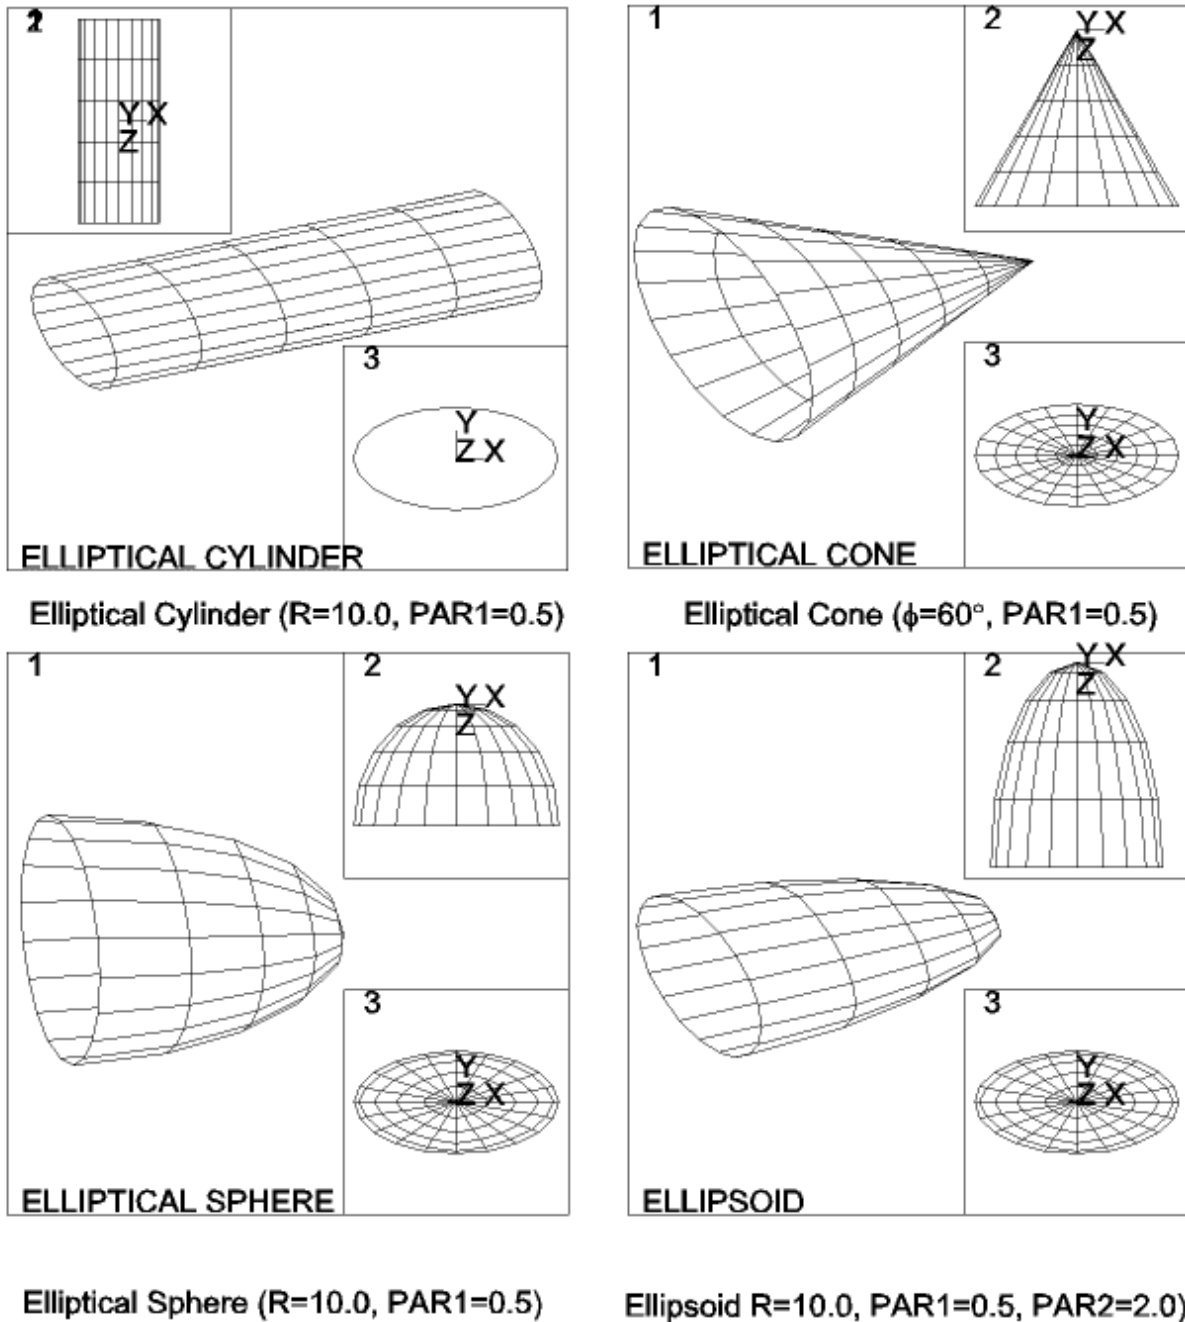 1
2
Y X
Z
3
Y
Z X
ELLIPTICAL CYLINDER
Elliptical Cylinder (R=10.0, PAR1=0.5)
1
2
Y X
Z
3
Y
Z X
ELLIPTICAL CONE
Elliptical Cone (ϕ=60°, PAR1=0.5)
1
2
Y X
Z
3
Y
Z X
ELLIPTICAL SPHERE
Elliptical Sphere (R=10.0, PAR1=0.5)
1
2
Y X
Z
3
Y
Z X
ELLIPSOID
Ellipsoid R=10.0, PAR1=0.5, PAR2=2.0)